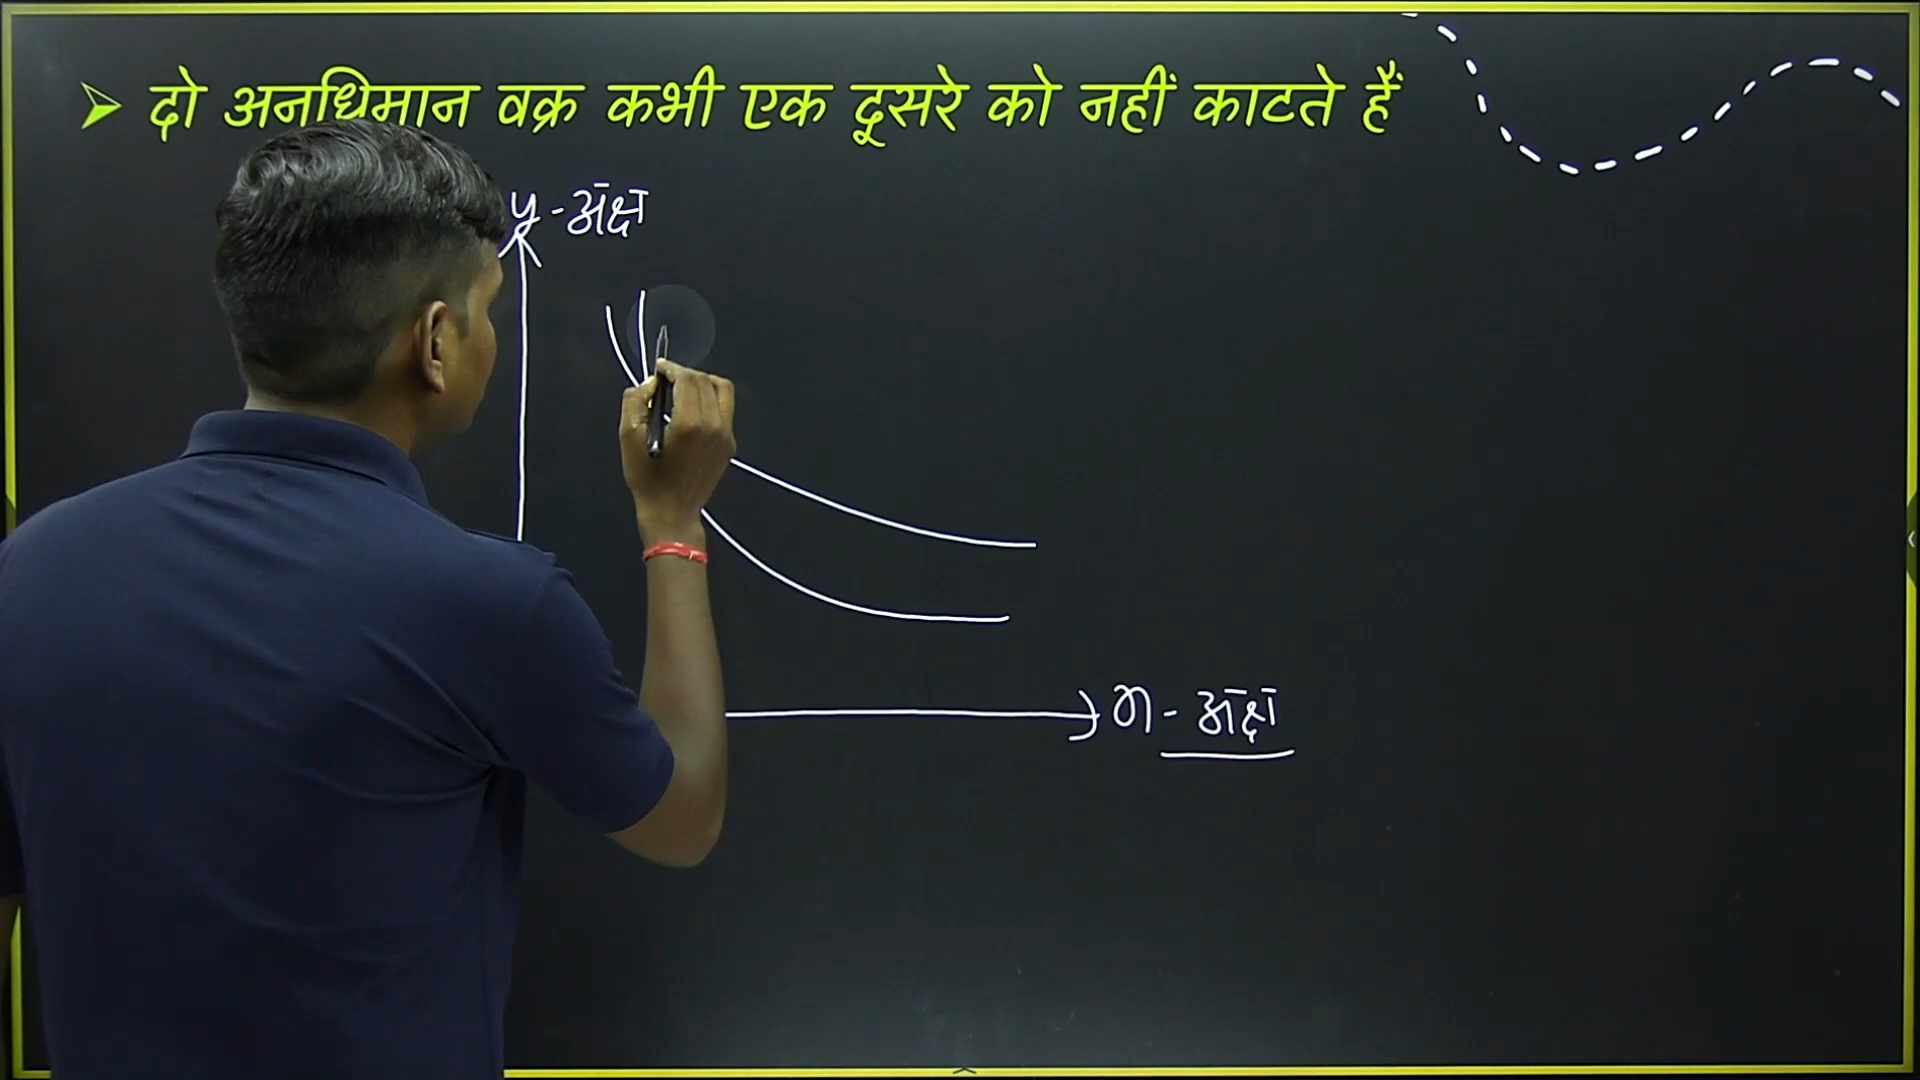 ➢ दो अनधिमान वक्र कभी एक दूसरे को नहीं काटते हैं
y-अक्ष
x-अक्ष